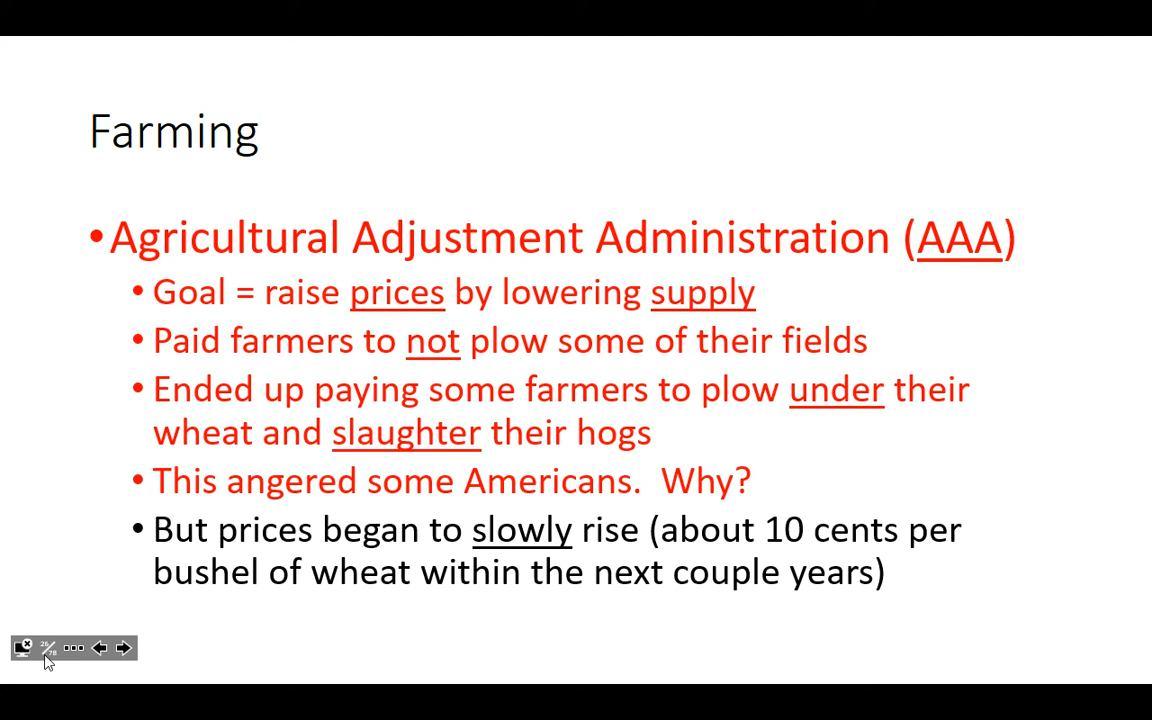 Farming
•Agricultural Adjustment Administration (AAA)
• Goal = raise prices by lowering supply
• Paid farmers to not plow some of their fields
• Ended up paying some farmers to plow under their
wheat and slaughter their hogs
• This angered some Americans.  Why?
• But prices began to slowly rise (about 10 cents per
bushel of wheat within the next couple years)
26/78